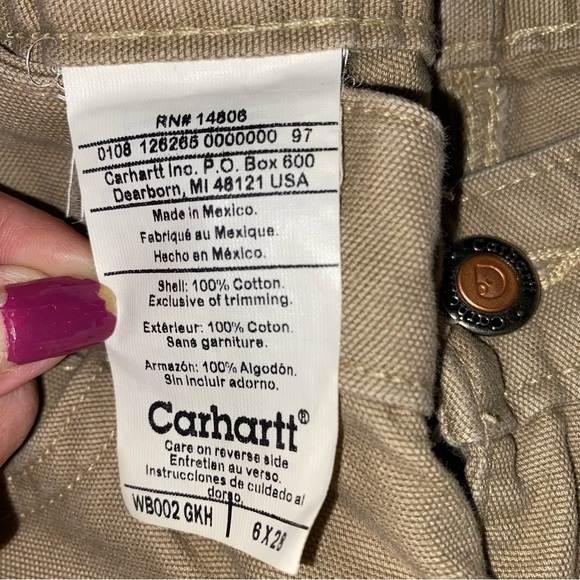 RN# 14806
0108 126265 0000000 97
Carhartt Inc. P.O. Box 600
Dearborn, MI 48121 USA
Made in Mexico.
Fabriqué au Mexique.
Hecho en México.
Shell: 100% Cotton.
Exclusive of trimming.
Extérieur: 100% Coton.
Sans garniture.
Armazón: 100% Algodón.
Sin incluir adorno.
Carhartt®
Care on reverse side
Entretien au verso.
Instrucciones de cuidado al
dorso.
WB002 GKH | 6 X 28
Carhartt